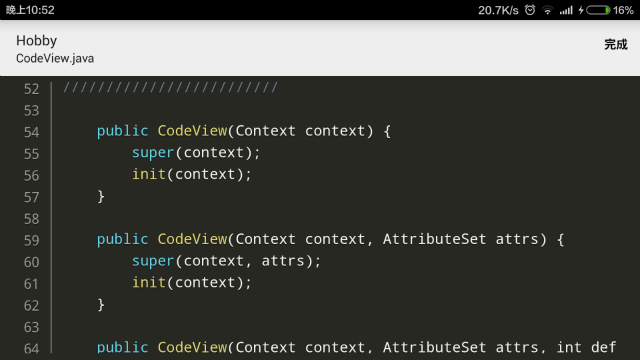 晚上10:52 20.7K/s 16%
Hobby
CodeView.java
完成
52 /////////////////////////
53
54 public CodeView(Context context) {
55 super(context);
56 init(context);
57 }
58
59 public CodeView(Context context, AttributeSet attrs) {
60 super(context, attrs);
61 init(context);
62 }
63
64 public CodeView(Context context, AttributeSet attrs, int def